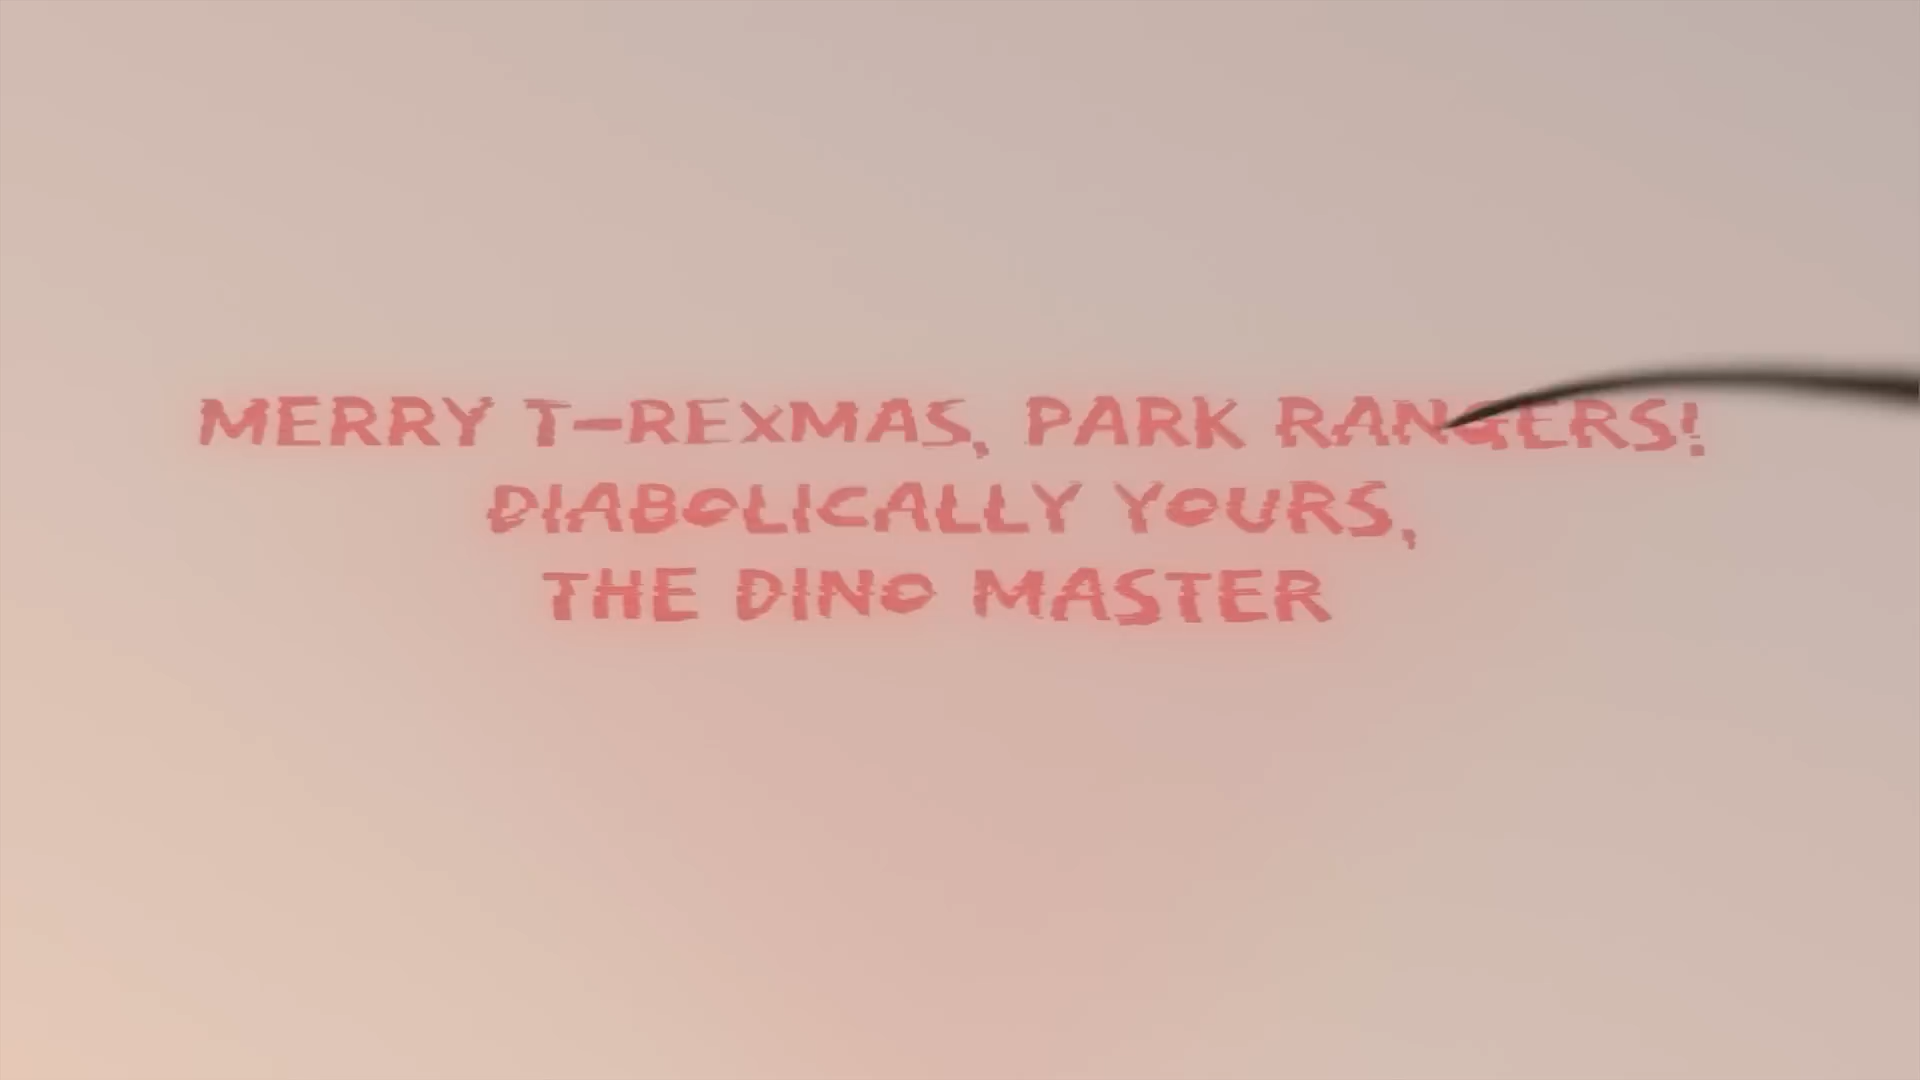 MERRY T-REXMAS, PARK RANGERS!
DIABOLICALLY YOURS,
THE DINO MASTER